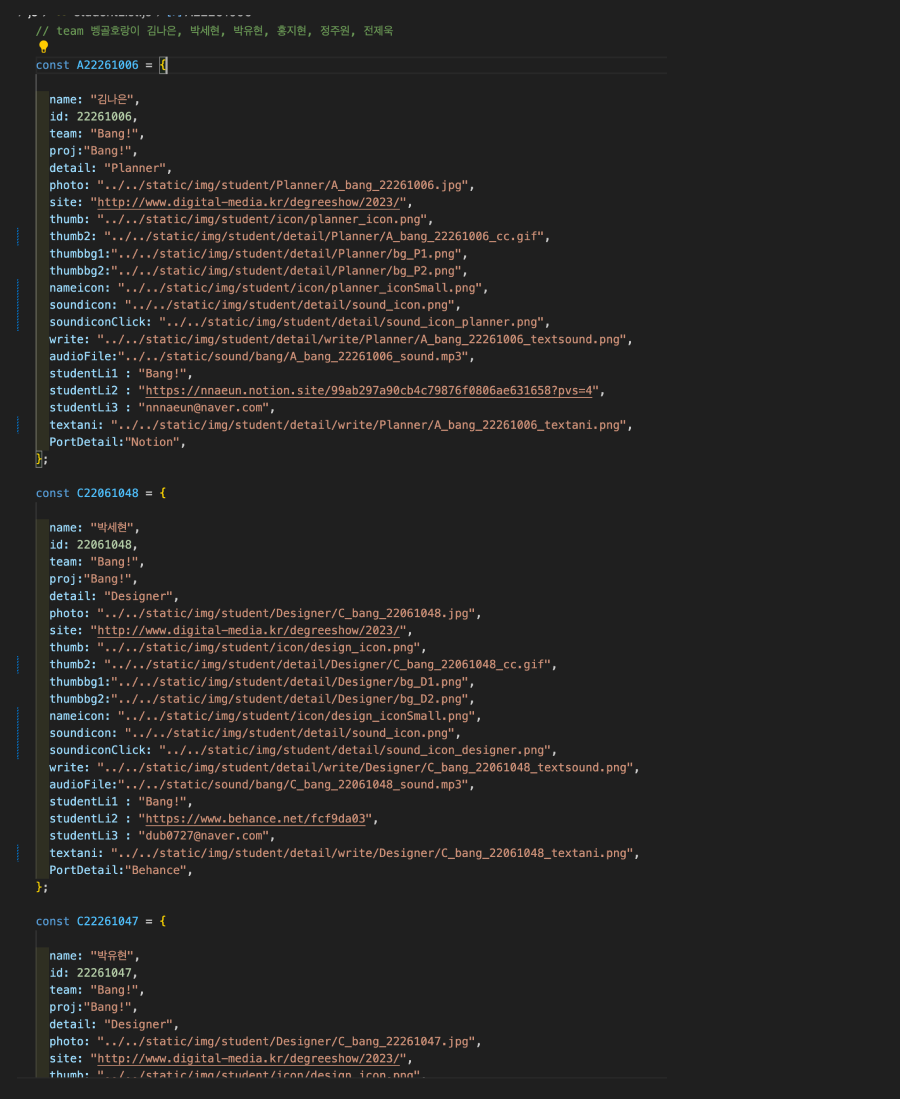 // team 벵골호랑이 김나은, 박세현, 박유현, 홍지현, 정주원, 전제욱
const A22261006 = {
name: "김나은",
id: 22261006,
team: "Bang!",
proj:"Bang!",
detail: "Planner",
photo: "../../static/img/student/Planner/A_bang_22261006.jpg",
site: "http://www.digital-media.kr/degreeshow/2023/",
thumb: "../../static/img/student/icon/planner_icon.png",
thumb2: "../../static/img/student/detail/Planner/A_bang_22261006_cc.gif",
thumbbg1:"../../static/img/student/detail/Planner/bg_P1.png",
thumbbg2:"../../static/img/student/detail/Planner/bg_P2.png",
nameicon: "../../static/img/student/icon/planner_iconSmall.png",
soundicon: "../../static/img/student/detail/sound_icon.png",
soundiconClick: "../../static/img/student/detail/sound_icon_planner.png",
write: "../../static/img/student/detail/write/Planner/A_bang_22261006_textsound.png",
audioFile:"../../static/sound/bang/A_bang_22261006_sound.mp3",
studentLi1 : "Bang!",
studentLi2 : "https://nnaeun.notion.site/99ab297a90cb4c79876f0806ae631658?pvs=4",
studentLi3 : "nnnaeun@naver.com",
textani: "../../static/img/student/detail/write/Planner/A_bang_22261006_textani.png",
PortDetail:"Notion",
};
const C22061048 = {
name: "박세현",
id: 22061048,
team: "Bang!",
proj:"Bang!",
detail: "Designer",
photo: "../../static/img/student/Designer/C_bang_22061048.jpg",
site: "http://www.digital-media.kr/degreeshow/2023/",
thumb: "../../static/img/student/icon/design_icon.png",
thumb2: "../../static/img/student/detail/Designer/C_bang_22061048_cc.gif",
thumbbg1:"../../static/img/student/detail/Designer/bg_D1.png",
thumbbg2:"../../static/img/student/detail/Designer/bg_D2.png",
nameicon: "../../static/img/student/icon/design_iconSmall.png",
soundicon: "../../static/img/student/detail/sound_icon.png",
soundiconClick: "../../static/img/student/detail/sound_icon_designer.png",
write: "../../static/img/student/detail/write/Designer/C_bang_22061048_textsound.png",
audioFile:"../../static/sound/bang/C_bang_22061048_sound.mp3",
studentLi1 : "Bang!",
studentLi2 : "https://www.behance.net/fcf9da03",
studentLi3 : "dub0727@naver.com",
textani: "../../static/img/student/detail/write/Designer/C_bang_22061048_textani.png",
PortDetail:"Behance",
};
const C22261047 = {
name: "박유현",
id: 22261047,
team: "Bang!",
proj:"Bang!",
detail: "Designer",
photo: "../../static/img/student/Designer/C_bang_22261047.jpg",
site: "http://www.digital-media.kr/degreeshow/2023/",
thumb: "../../static/img/student/icon/design_icon.png",